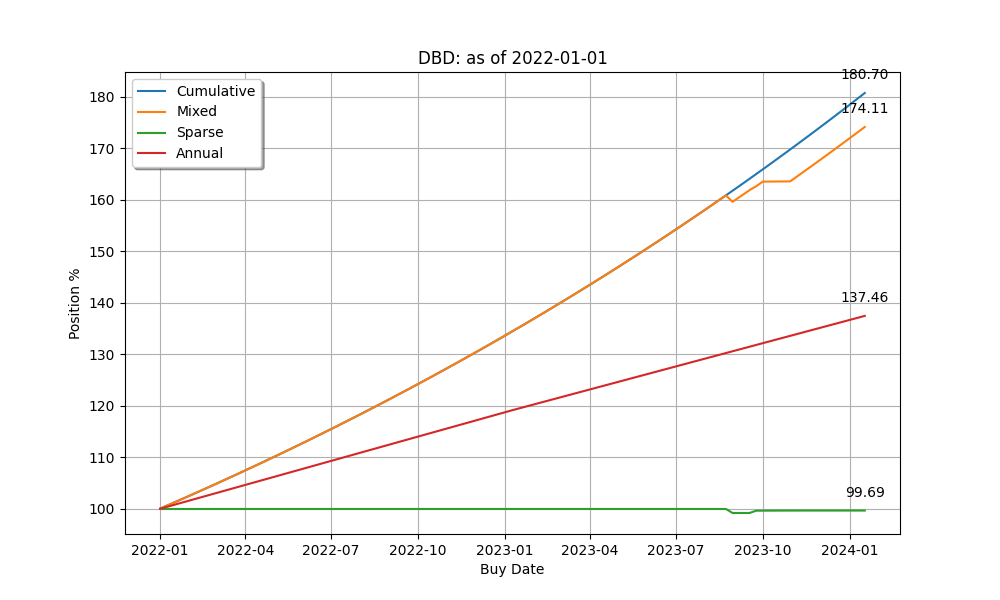 DBD: as of 2022-01-01
Cumulative
Mixed
Sparse
Annual
180.70
174.11
137.46
99.69
Position %
180
170
160
150
140
130
120
110
100
2022-01 2022-04 2022-07 2022-10 2023-01 2023-04 2023-07 2023-10 2024-01
Buy Date